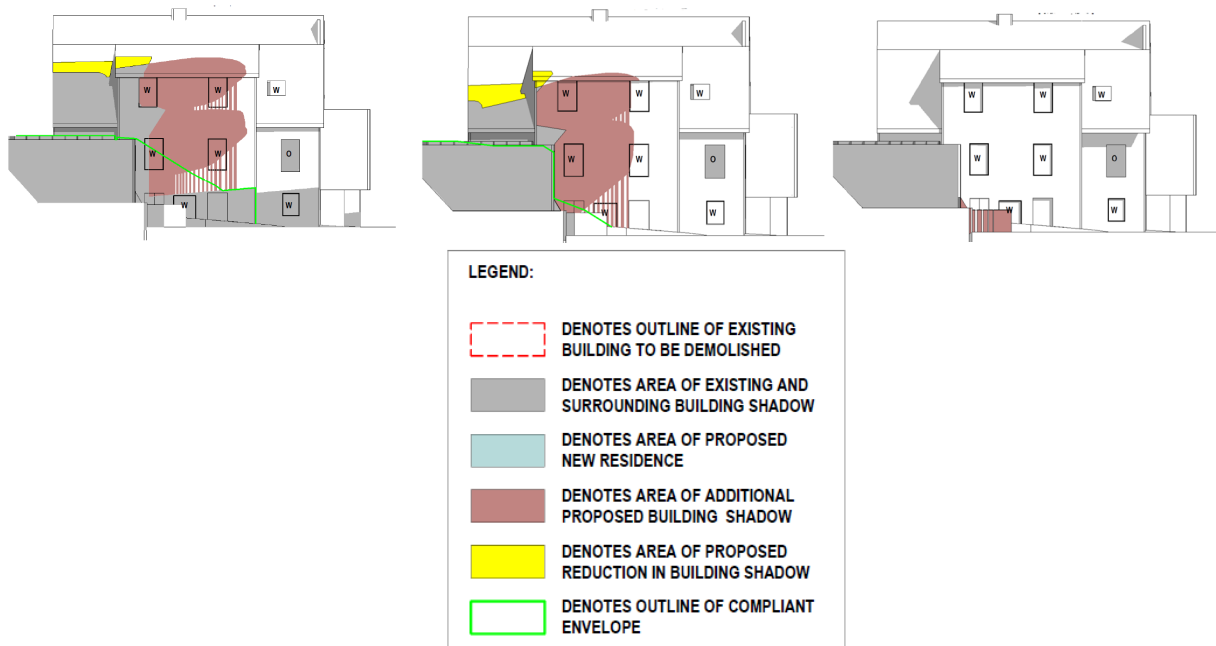 W W W
W W O
W W
W W W
W W O
W W
W W W
W W O
W W
LEGEND:
DENOTES OUTLINE OF EXISTING
BUILDING TO BE DEMOLISHED
DENOTES AREA OF EXISTING AND
SURROUNDING BUILDING SHADOW
DENOTES AREA OF PROPOSED
NEW RESIDENCE
DENOTES AREA OF ADDITIONAL
PROPOSED BUILDING SHADOW
DENOTES AREA OF PROPOSED
REDUCTION IN BUILDING SHADOW
DENOTES OUTLINE OF COMPLIANT
ENVELOPE